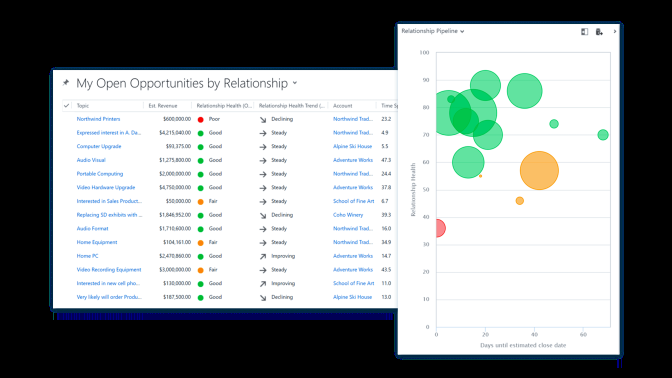 My Open Opportunities by Relationship
Topic Est. Revenue Relationship Health (O... Relationship Health Trend (... Account Time Sp
Northwind Printers $600,000.00 Poor Declining Northwind Trad... 23.2
Expressed interest in A. Da... $4,215,040.00 Good Steady Northwind Trad... 4.9
Computer Upgrade $93,375.00 Good Steady Alpine Ski House 5.5
Audio Visual $1,275,800.00 Good Steady Adventure Works 47.3
Portable Computing $2,000,000.00 Good Steady Northwind Trad... 24.4
Video Hardware Upgrade $4,750,000.00 Good Steady Adventure Works 37.8
Interested in Sales Product... $50,000.00 Fair Steady School of Fine Art 6.7
Replacing SD exhibits with ... $1,846,952.00 Good Declining Coho Winery 39.3
Audio Format $1,710,600.00 Good Steady Northwind Trad... 16.0
Home Equipment $104,161.00 Fair Steady Northwind Trad... 34.9
Home PC $2,470,860.00 Good Improving Adventure Works 14.7
Video Recording Equipment $3,000,000.00 Fair Steady Adventure Works 43.5
Interested in new cell pho... $130,000.00 Good Improving School of Fine Art 11.0
Very likely will order Produ... $187,500.00 Good Declining Alpine Ski House 13.0
Relationship Pipeline
100
90
80
70
60
50
40
30
20
10
0
Relationship Health
0 20 40 60
Days until estimated close date